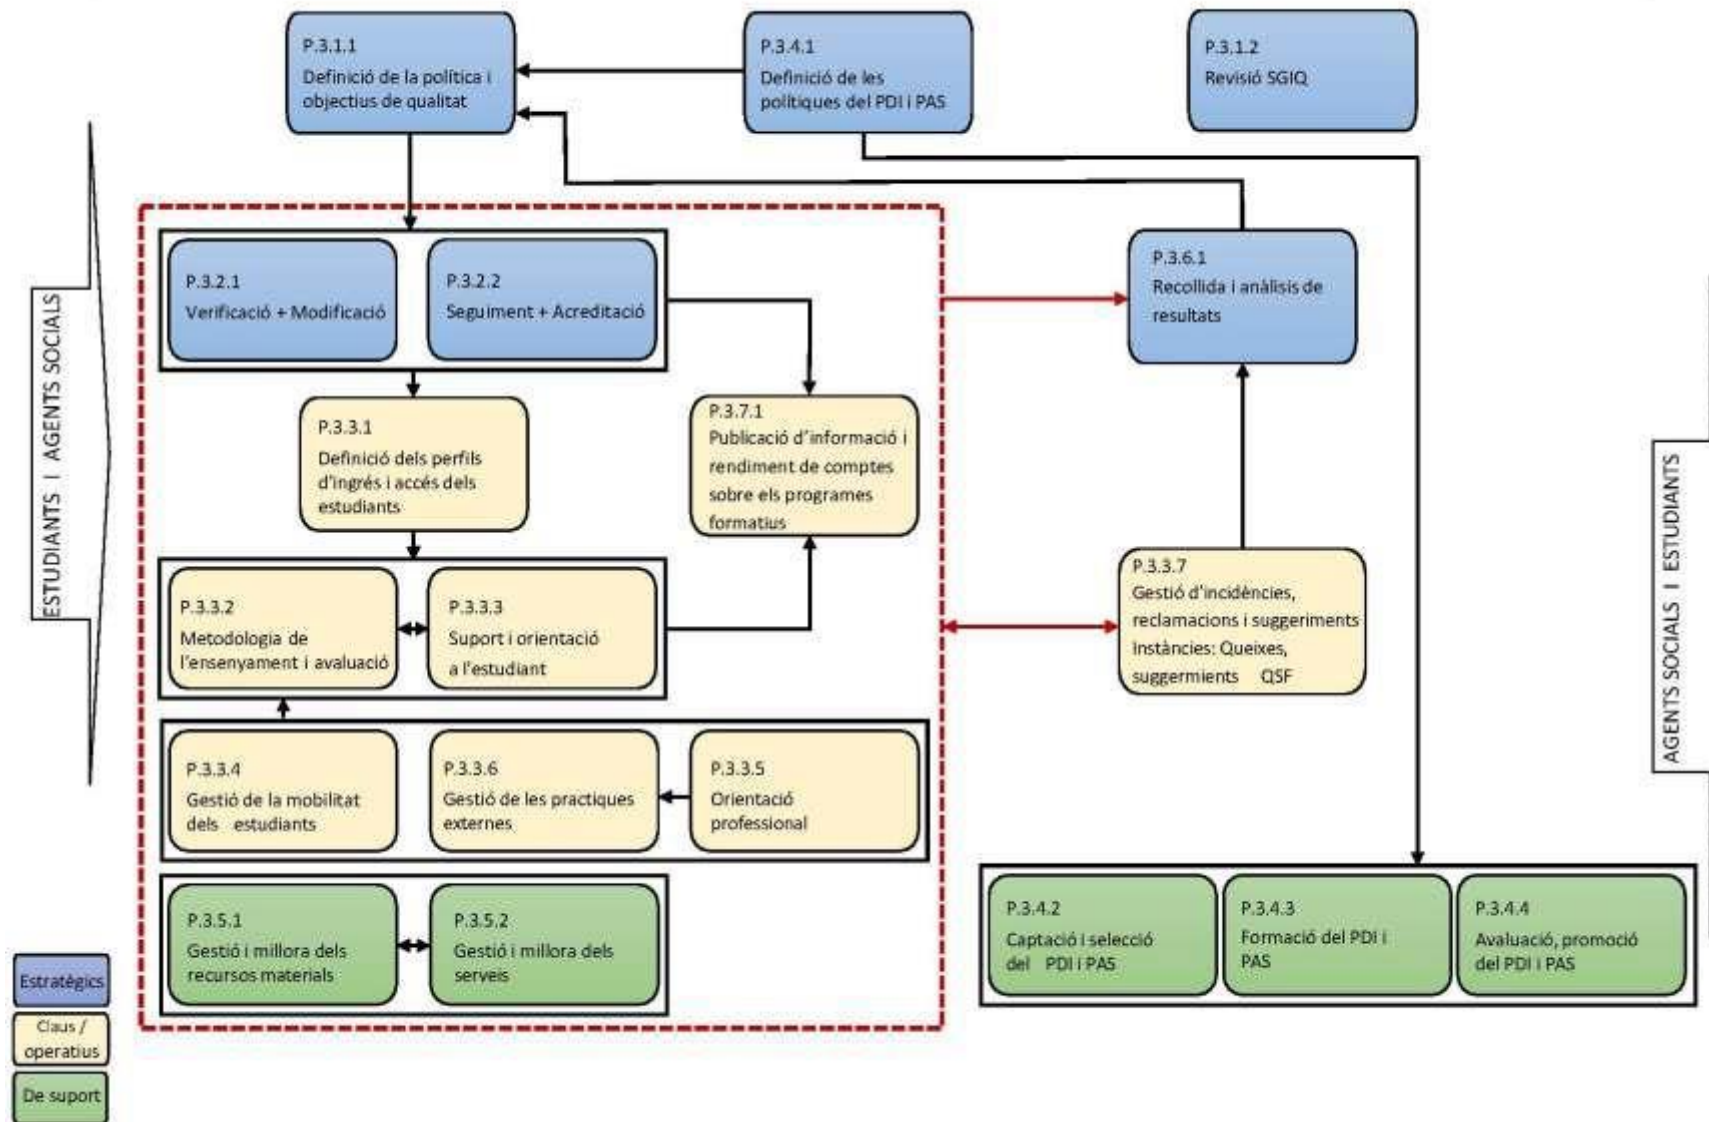 P.3.1.1
Definició de la política i
objectius de qualitat
P.3.4.1
Definició de les
polítiques del PDI i PAS
P.3.1.2
Revisió SGIQ
ESTUDIANTS I AGENTS SOCIALS
P.3.2.1
Verificació + Modificació
P.3.2.2
Seguiment + Acreditació
P.3.6.1
Recollida i anàlisis de
resultats
P.3.3.1
Definició dels perfils
d'ingrés i accés dels
estudiants
P.3.7.1
Publicació d'informació i
rendiment de comptes
sobre els programes
formatius
P.3.3.2
Metodologia de
l'ensenyament i avaluació
P.3.3.3
Suport i orientació
a l'estudiant
P.3.3.7
Gestió d'incidències,
reclamacions i suggeriments
Instàncies: Queixes,
suggermients QSF
AGENTS SOCIALS I ESTUDIANTS
P.3.3.4
Gestió de la mobilitat
dels estudiants
P.3.3.6
Gestió de les practiques
externes
P.3.3.5
Orientació
professional
P.3.5.1
Gestió i millora dels
recursos materials
P.3.5.2
Gestió i millora dels
serveis
P.3.4.2
Captació i selecció
del PDI i PAS
P.3.4.3
Formació del PDI i
PAS
P.3.4.4
Avaluació, promoció
del PDI i PAS
Estratègics
Claus /
operatius
De suport